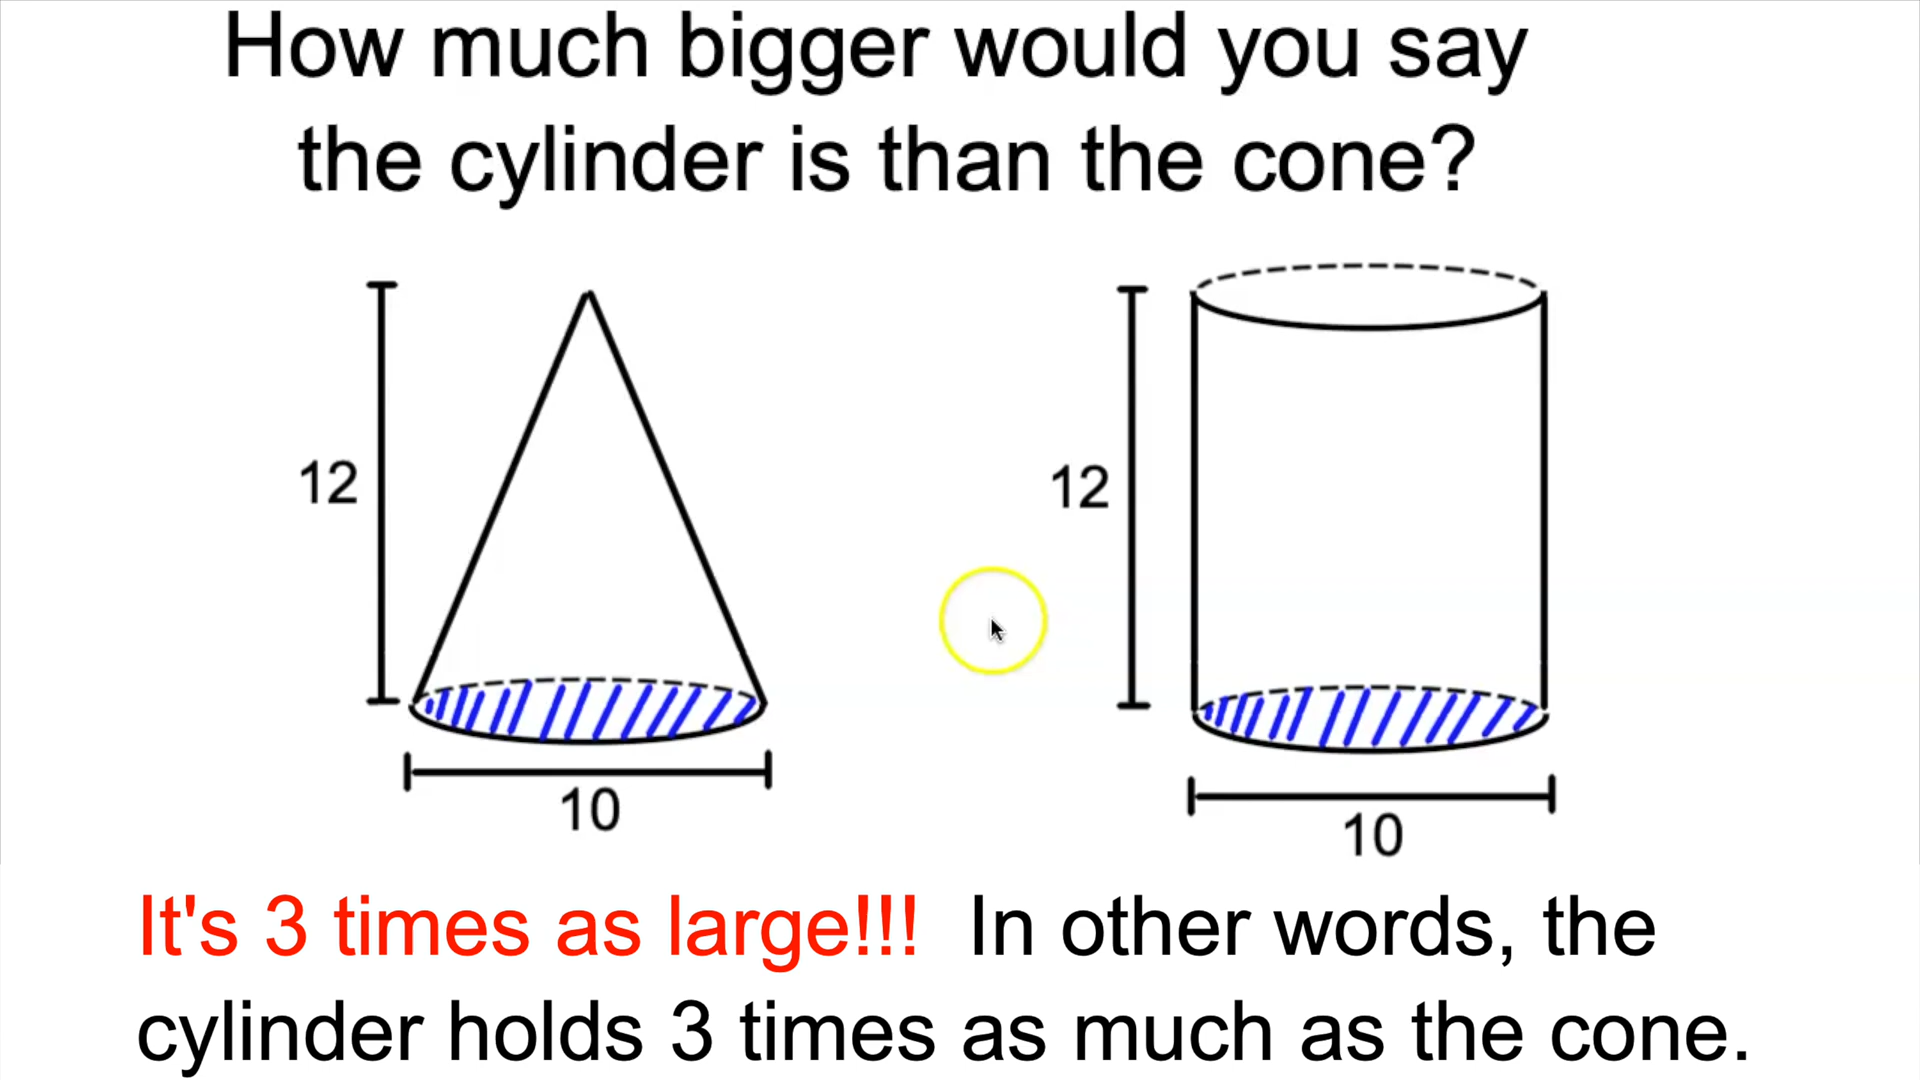 How much bigger would you say
the cylinder is than the cone?
12
12
10
10
It's 3 times as large!!! In other words, the
cylinder holds 3 times as much as the cone.